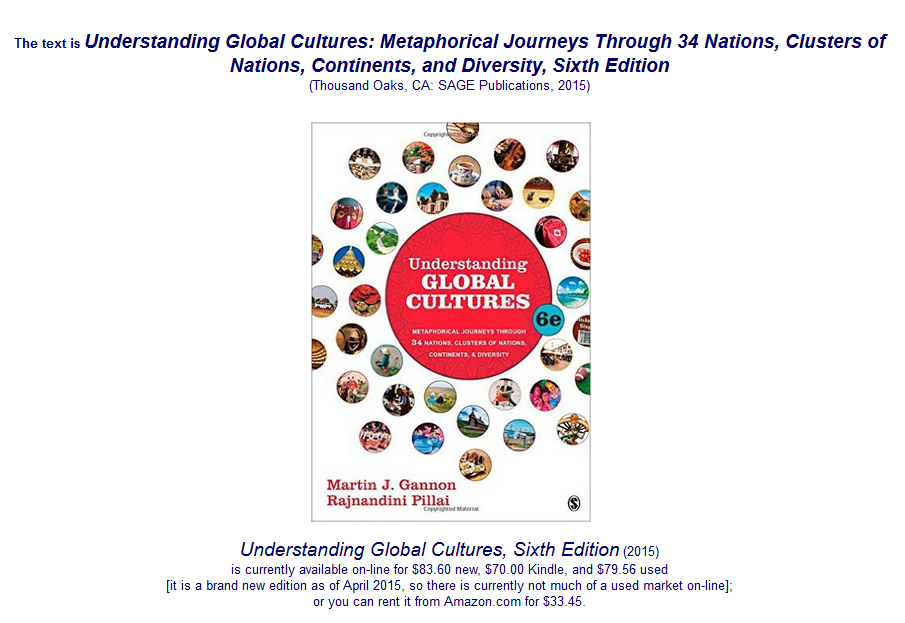 The text is Understanding Global Cultures: Metaphorical Journeys Through 34 Nations, Clusters of
Nations, Continents, and Diversity, Sixth Edition
(Thousand Oaks, CA: SAGE Publications, 2015)
Understanding
GLOBAL
CULTURES
6e
METAPHORICAL JOURNEYS THROUGH
34 NATIONS, CLUSTERS OF NATIONS,
CONTINENTS, & DIVERSITY
Martin J. Gannon
Rajnandini Pillai
Copyrighted Material
S
Understanding Global Cultures, Sixth Edition (2015)
is currently available on-line for $83.60 new, $70.00 Kindle, and $79.56 used
[it is a brand new edition as of April 2015, so there is currently not much of a used market on-line];
or you can rent it from Amazon.com for $33.45.